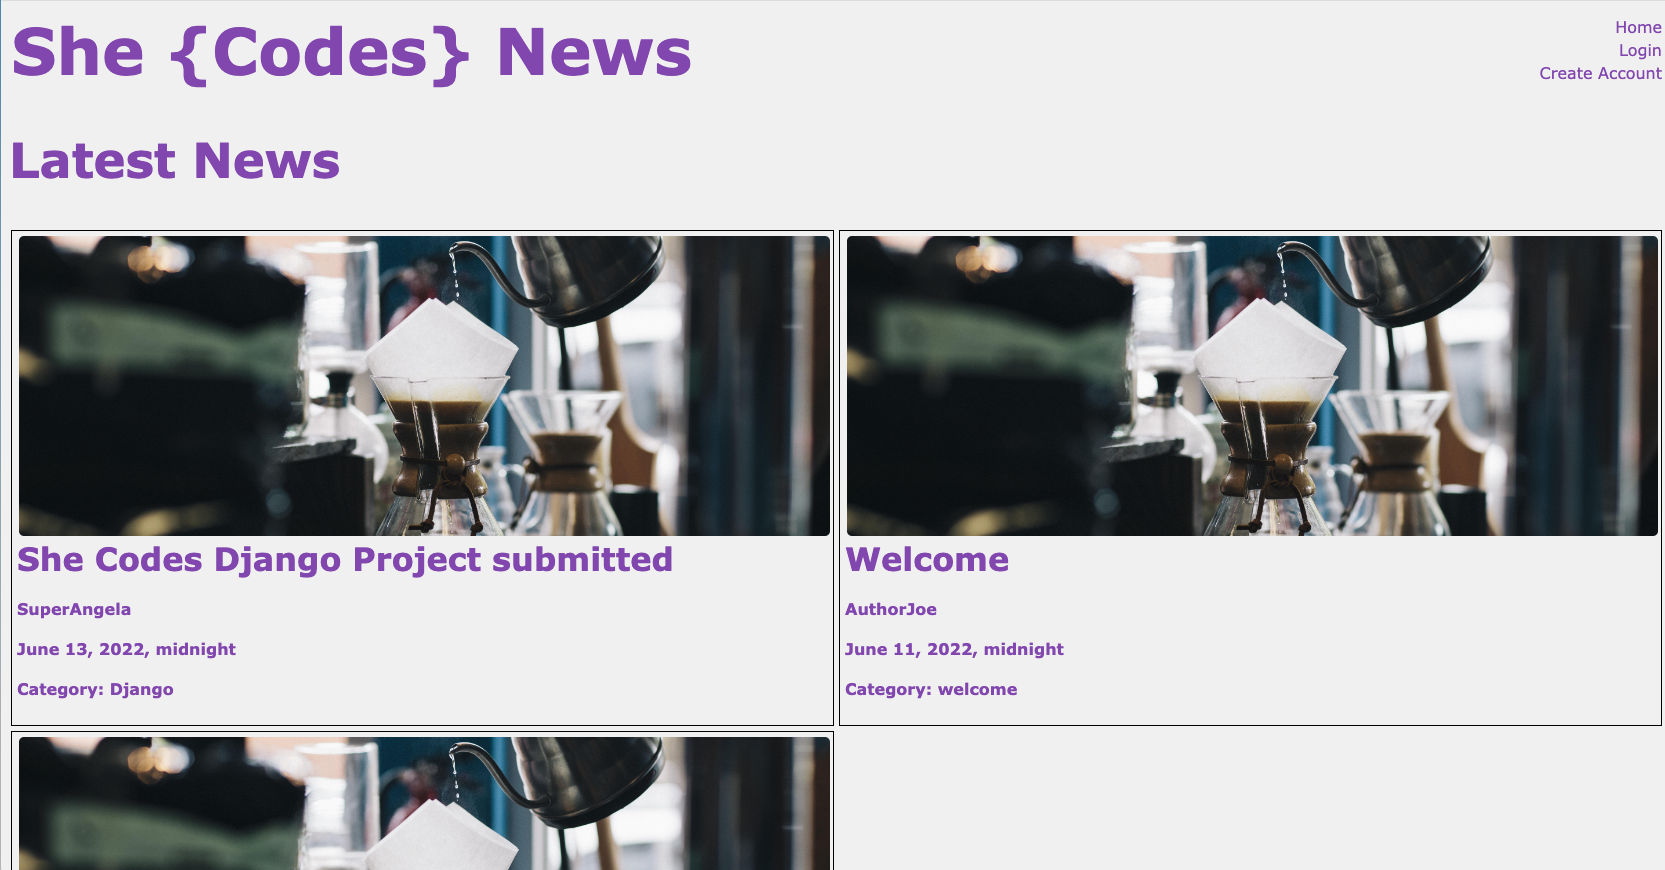 She {Codes} News
Home
Login
Create Account
Latest News
She Codes Django Project submitted
SuperAngela
June 13, 2022, midnight
Category: Django
Welcome
AuthorJoe
June 11, 2022, midnight
Category: welcome